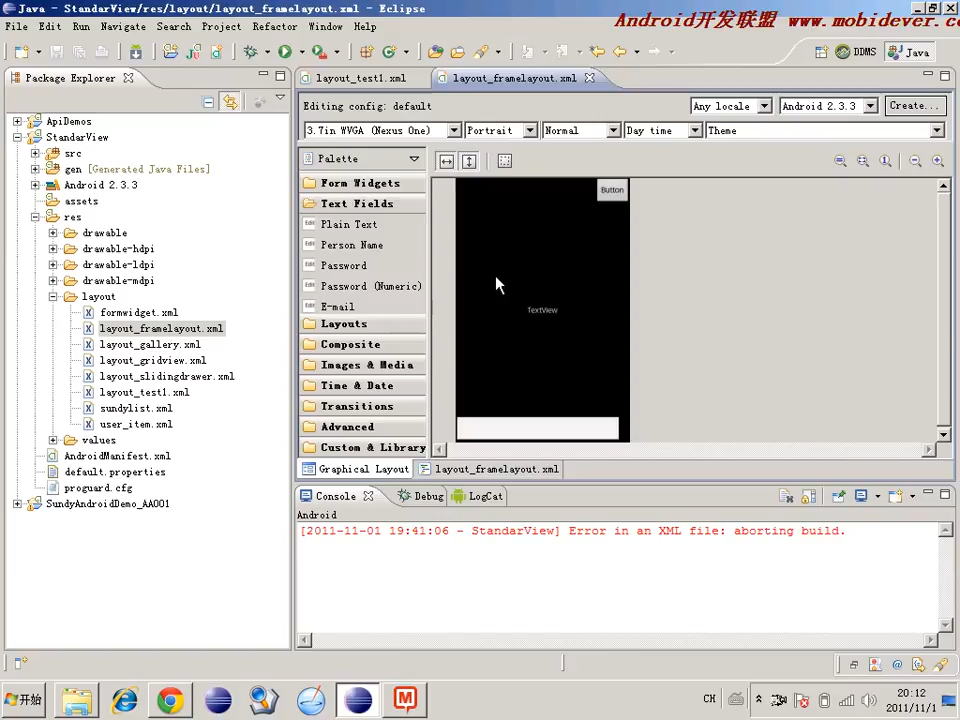 Java - StandarView/res/layout/layout_framelayout.xml - Eclipse
Android开发联盟 www.mobidever.c
File Edit Run Navigate Search Project Refactor Window Help
DDMS Java
Package Explorer
layout_test1.xml layout_framelayout.xml
Editing config: default Any locale Android 2.3.3 Create...
3.7in WVGA (Nexus One) Portrait Normal Day time Theme
ApiDemos
StandarView
src
gen [Generated Java Files]
Android 2.3.3
assets
res
drawable
drawable-hdpi
drawable-ldpi
drawable-mdpi
layout
formwidget.xml
layout_framelayout.xml
layout_gallery.xml
layout_gridview.xml
layout_slidingdrawer.xml
layout_test1.xml
sundylist.xml
user_item.xml
values
AndroidManifest.xml
default.properties
proguard.cfg
SundyAndroidDemo_AA001
Palette
Form Widgets
Text Fields
Plain Text
Person Name
Password
Password (Numeric)
E-mail
Layouts
Composite
Images & Media
Time & Date
Transitions
Advanced
Custom & Library
Button
TextView
Graphical Layout layout_framelayout.xml
Console Debug LogCat
Android
[2011-11-01 19:41:06 - StandarView] Error in an XML file: aborting build.
开始
CH
20:12
2011/11/1